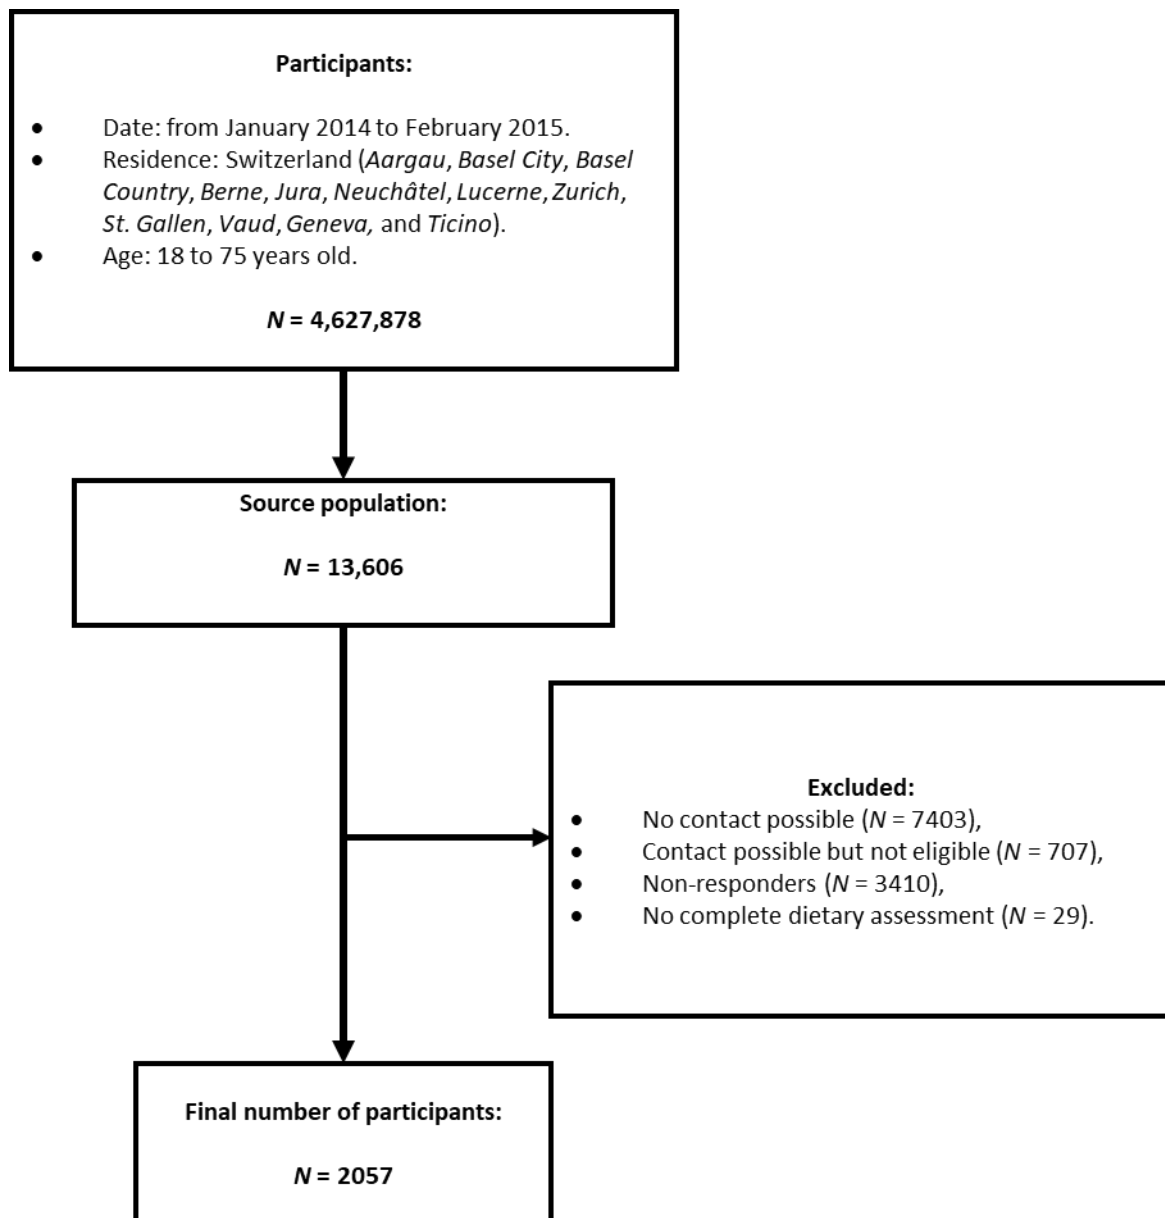 Participants:
● Date: from January 2014 to February 2015.
● Residence: Switzerland (Aargau, Basel City, Basel
Country, Berne, Jura, Neuchâtel, Lucerne, Zurich,
St. Gallen, Vaud, Geneva, and Ticino).
● Age: 18 to 75 years old.
N = 4,627,878
Source population:
N = 13,606
Excluded:
● No contact possible (N = 7403),
● Contact possible but not eligible (N = 707),
● Non-responders (N = 3410),
● No complete dietary assessment (N = 29).
Final number of participants:
N = 2057